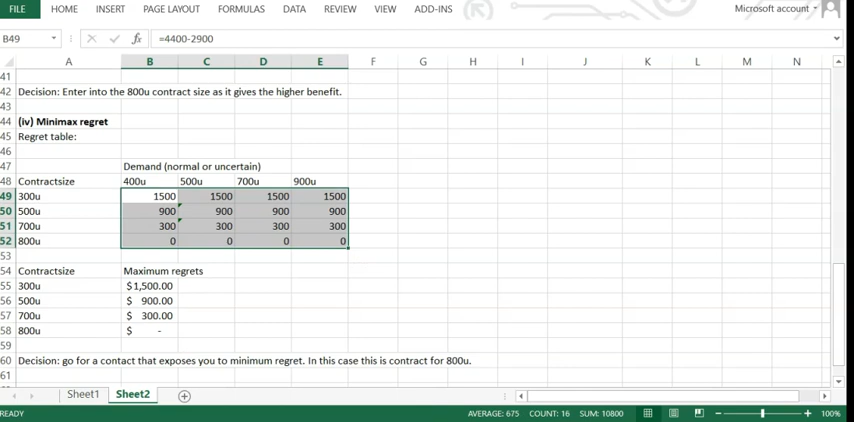 FILE HOME INSERT PAGE LAYOUT FORMULAS DATA REVIEW VIEW ADD-INS Microsoft account
B49 fx =4400-2900
A B C D E F G H I J K L M N
41
42 Decision: Enter into the 800u contract size as it gives the higher benefit.
43
44 (iv) Minimax regret
45 Regret table:
46
47 Demand (normal or uncertain)
48 Contractsize 400u 500u 700u 900u
49 300u 1500 1500 1500 1500
50 500u 900 900 900 900
51 700u 300 300 300 300
52 800u 0 0 0 0
53
54 Contractsize Maximum regrets
55 300u $1,500.00
56 500u $ 900.00
57 700u $ 300.00
58 800u $ -
59
60 Decision: go for a contact that exposes you to minimum regret. In this case this is contract for 800u.
61
Sheet1 Sheet2
READY AVERAGE: 675 COUNT: 16 SUM: 10800 100%